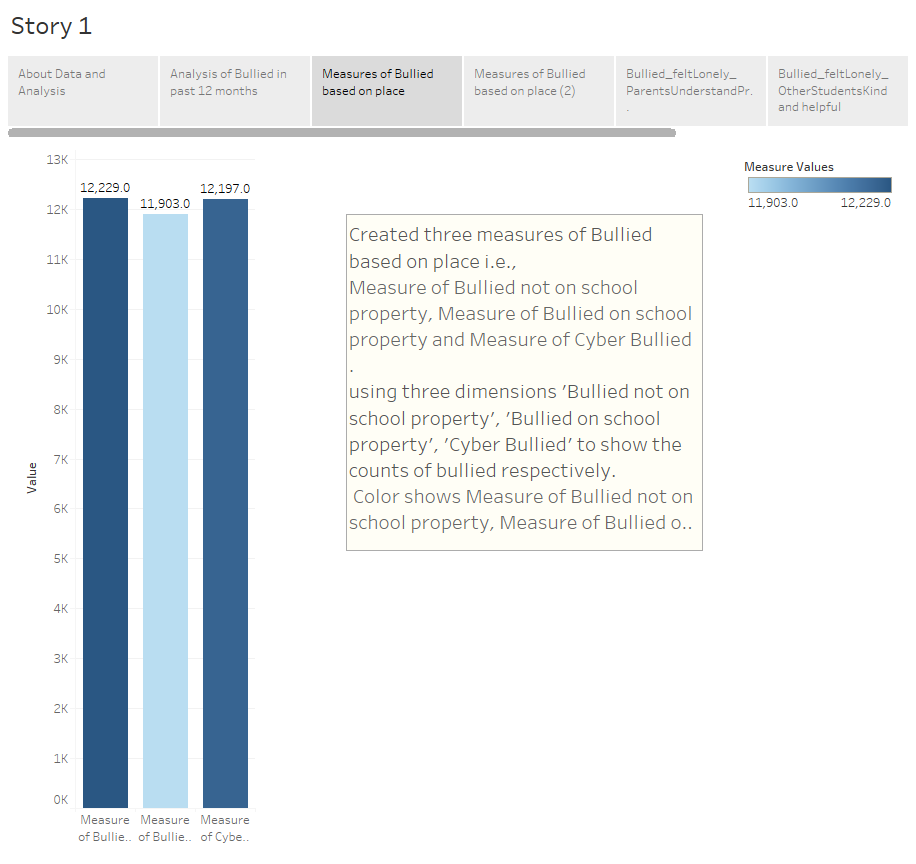 Story 1
About Data and
Analysis
Analysis of Bullied in
past 12 months
Measures of Bullied
based on place
Measures of Bullied
based on place (2)
Bullied_feltLonely_
ParentsUnderstandPr.
.
Bullied_feltLonely_
OtherStudentsKind
and helpful
13K
12K
11K
10K
9K
8K
7K
6K
5K
4K
3K
2K
1K
0K
Value
12,229.0
11,903.0
12,197.0
Measure
of Bullie..
Measure
of Bullie..
Measure
of Cybe..
Created three measures of Bullied
based on place i.e.,
Measure of Bullied not on school
property, Measure of Bullied on school
property and Measure of Cyber Bullied
.
using three dimensions 'Bullied not on
school property', 'Bullied on school
property', 'Cyber Bullied' to show the
counts of bullied respectively.
Color shows Measure of Bullied not on
school property, Measure of Bullied o..
Measure Values
11,903.0 12,229.0